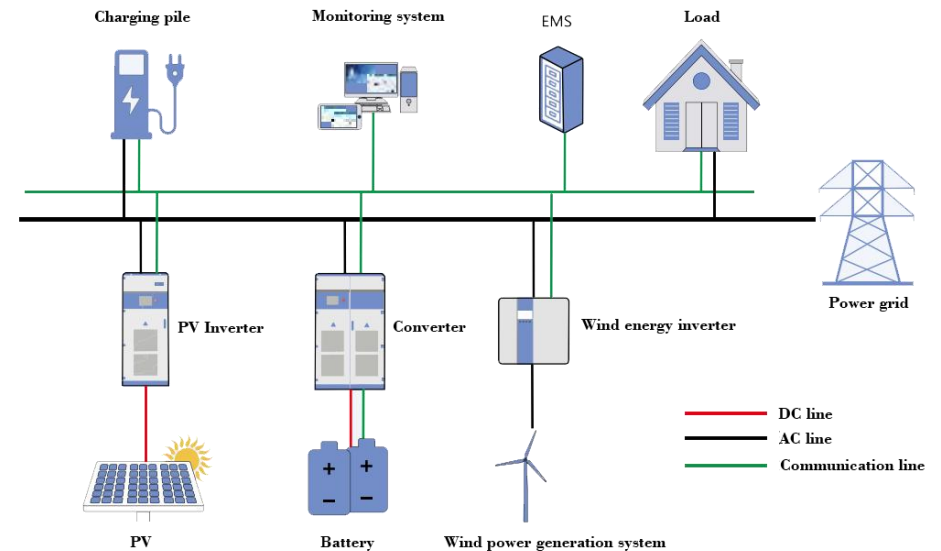 Charging pile
Monitoring system
EMS
Load
Power grid
PV Inverter
Converter
Wind energy inverter
DC line
AC line
Communication line
PV
Battery
Wind power generation system